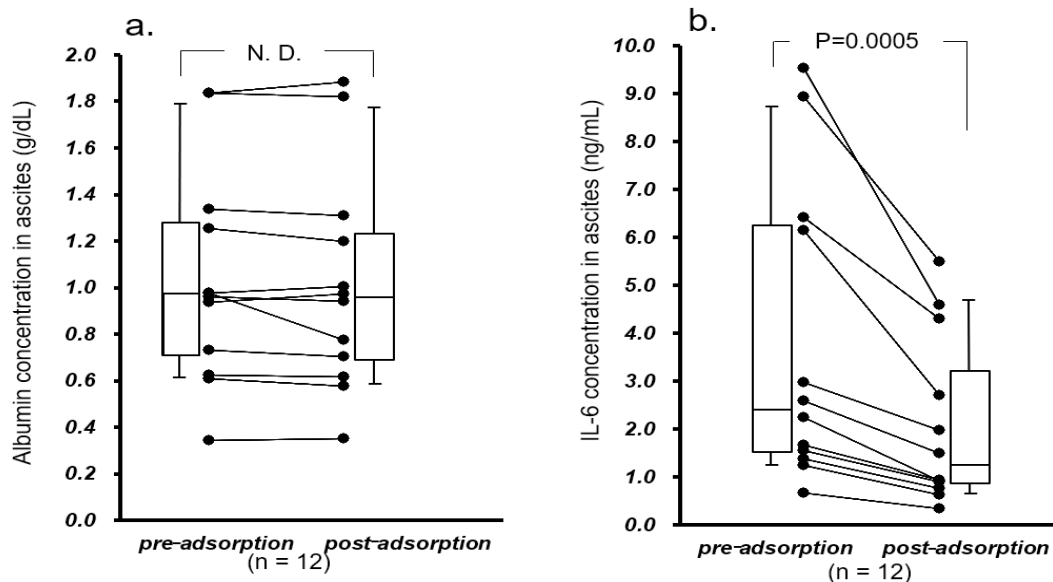 a.
N. D.
Albumin concentration in ascites (g/dL)
2.0
1.8
1.6
1.4
1.2
1.0
0.8
0.6
0.4
0.2
0.0
pre-adsorption post-adsorption
(n = 12)
b.
P=0.0005
IL-6 concentration in ascites (ng/mL)
10.0
9.0
8.0
7.0
6.0
5.0
4.0
3.0
2.0
1.0
0.0
pre-adsorption post-adsorption
(n = 12)